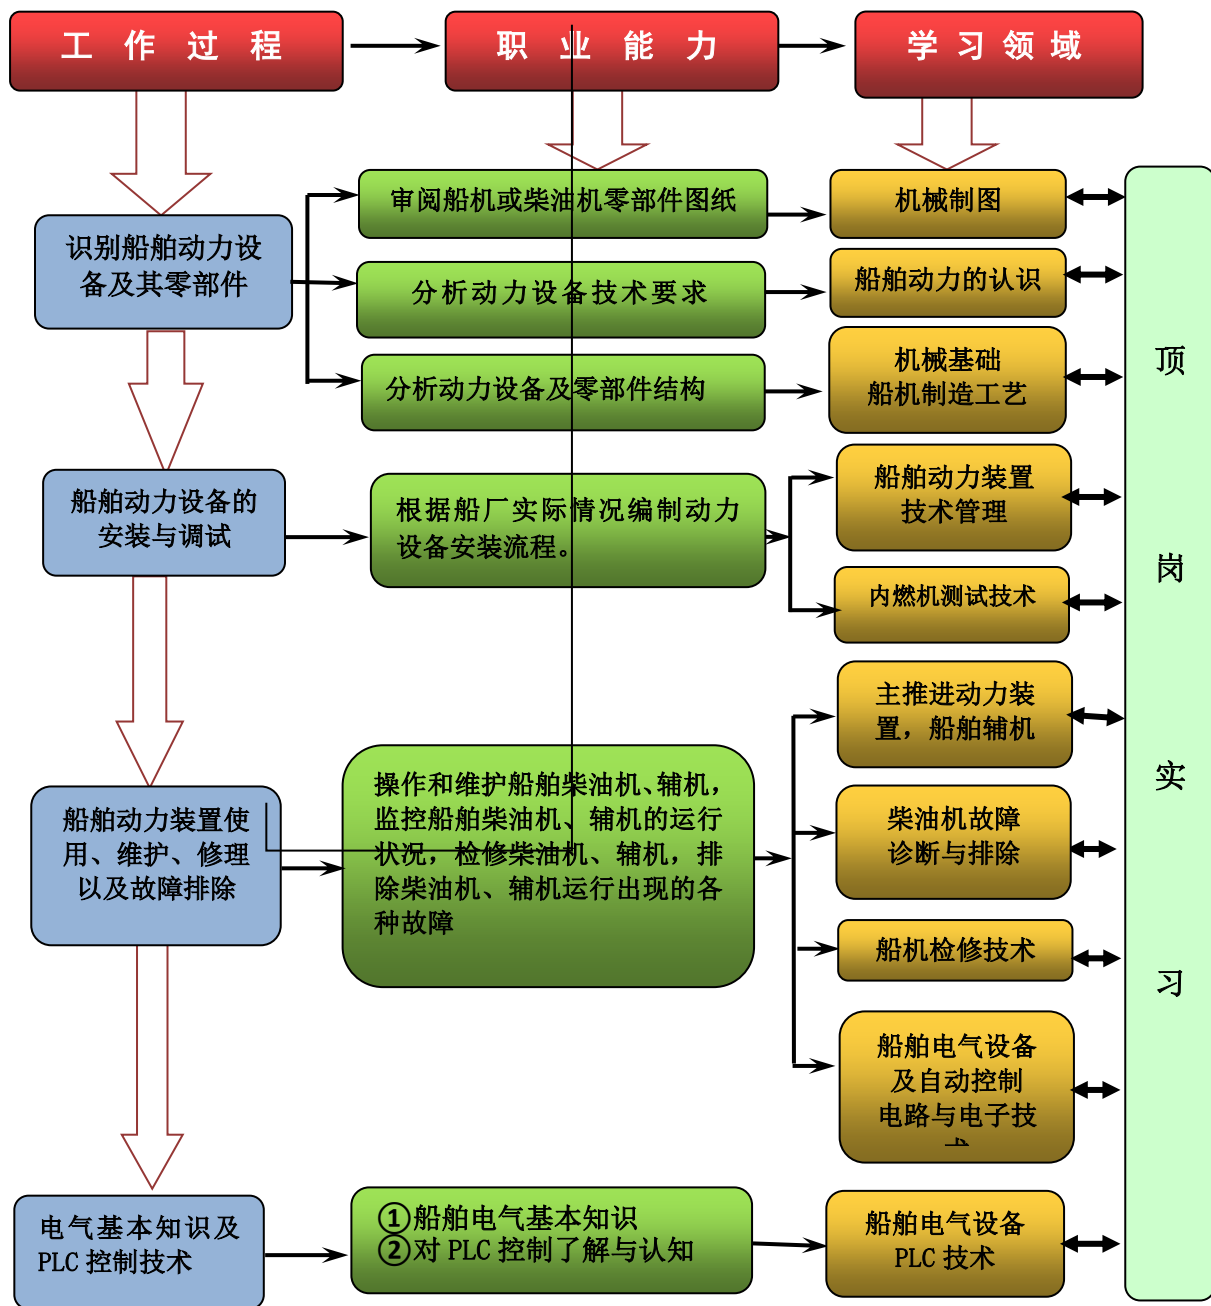 工 作 过 程
职 业 能 力
学 习 领 域
识别船舶动力设
备及其零部件
审阅船机或柴油机零部件图纸
机械制图
分析动力设备技术要求
船舶动力的认识
分析动力设备及零部件结构
机械基础
船机制造工艺
船舶动力设备的
安装与调试
根据船厂实际情况编制动力
设备安装流程。
船舶动力装置
技术管理
内燃机测试技术
船舶动力装置使
用、维护、修理
以及故障排除
操作和维护船舶柴油机、辅机，
监控船舶柴油机、辅机的运行
状况，检修柴油机、辅机，排
除柴油机、辅机运行出现的各
种故障
主推进动力装
置，船舶辅机
柴油机故障
诊断与排除
船机检修技术
船舶电气设备
及自动控制
电路与电子技
电气基本知识及
PLC 控制技术
①船舶电气基本知识
②对 PLC 控制了解与认知
船舶电气设备
PLC 技术
顶
岗
实
习